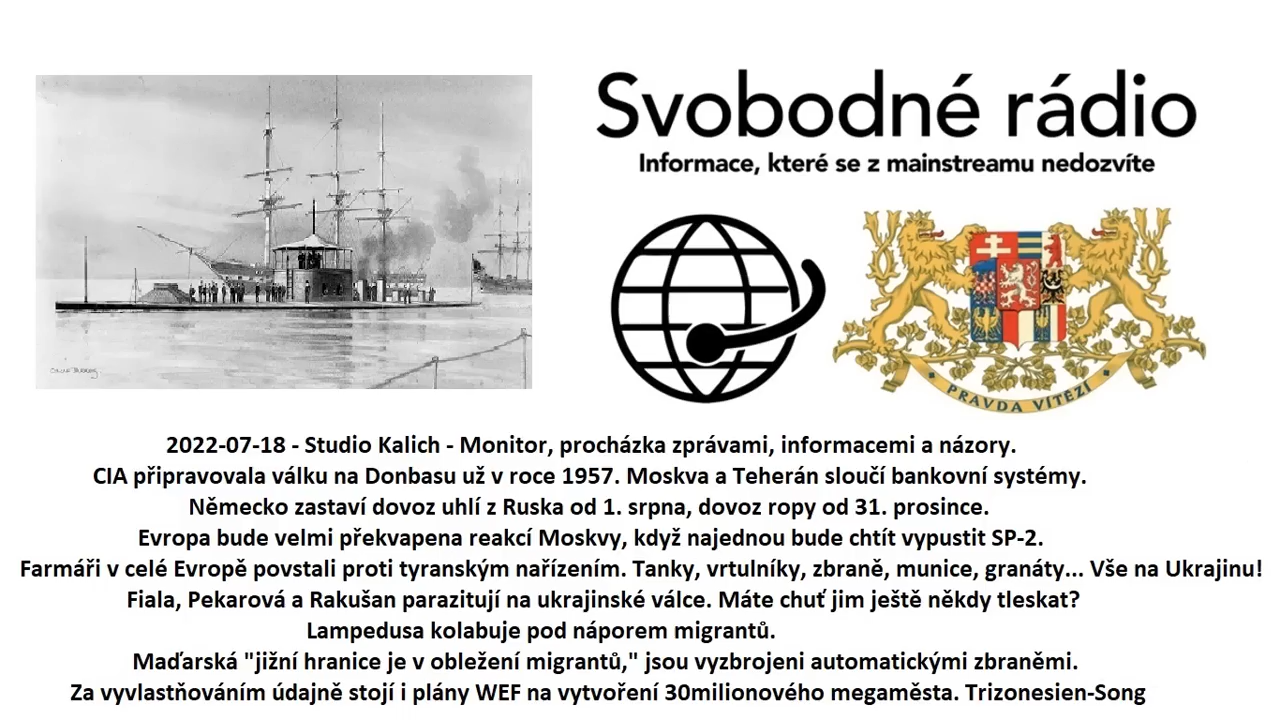 Svobodné rádio
Informace, které se z mainstreamu nedozvíte
PRAVDA VÍTĚZÍ
2022-07-18 - Studio Kalich - Monitor, procházka zprávami, informacemi a názory.
CIA připravovala válku na Donbasu už v roce 1957. Moskva a Teherán sloučí bankovní systémy.
Německo zastaví dovoz uhlí z Ruska od 1. srpna, dovoz ropy od 31. prosince.
Evropa bude velmi překvapena reakcí Moskvy, když najednou bude chtít vypustit SP-2.
Farmáři v celé Evropě povstali proti tyranským nařízením. Tanky, vrtulníky, zbraně, munice, granáty... Vše na Ukrajinu!
Fiala, Pekarová a Rakušan parazitují na ukrajinské válce. Máte chuť jim ještě někdy tleskat?
Lampedusa kolabuje pod náporem migrantů.
Maďarská "jižní hranice je v obležení migrantů," jsou vyzbrojeni automatickými zbraněmi.
Za vyvlastňováním údajně stojí i plány WEF na vytvoření 30milionového megaměsta. Trizonesien-Song